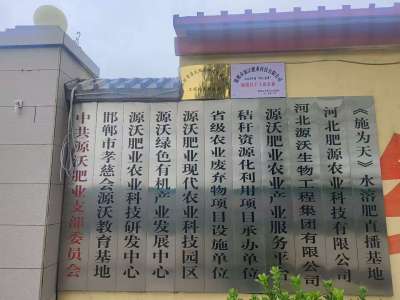 《施为天》水溶肥直播基地
河北肥源农业科技有限公司
河北源沃生物工程集团有限公司
源沃肥业农业产业服务平台
秸秆资源化利用项目承办单位
省级农业废弃物项目设施单位
源沃肥业现代农业科技园区
源沃绿色有机产业发展中心
源沃肥业农业科技研发中心
邯郸市孝慈会源沃教育基地
中共源沃肥业支部委员会